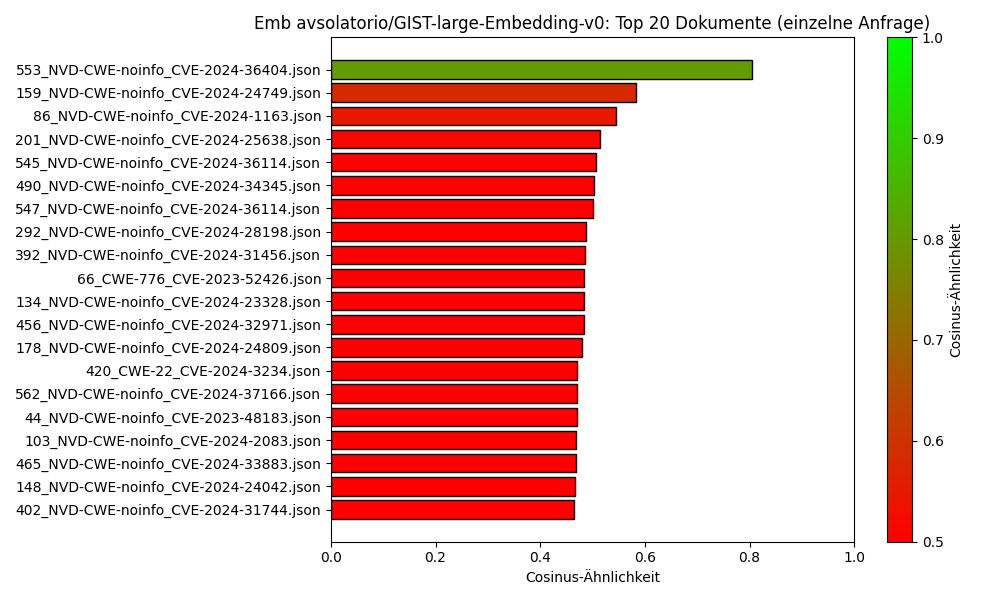 Emb avsolatorio/GIST-large-Embedding-v0: Top 20 Dokumente (einzelne Anfrage)
553_NVD-CWE-noinfo_CVE-2024-36404.json
159_NVD-CWE-noinfo_CVE-2024-24749.json
86_NVD-CWE-noinfo_CVE-2024-1163.json
201_NVD-CWE-noinfo_CVE-2024-25638.json
545_NVD-CWE-noinfo_CVE-2024-36114.json
490_NVD-CWE-noinfo_CVE-2024-34345.json
547_NVD-CWE-noinfo_CVE-2024-36114.json
292_NVD-CWE-noinfo_CVE-2024-28198.json
392_NVD-CWE-noinfo_CVE-2024-31456.json
66_CWE-776_CVE-2023-52426.json
134_NVD-CWE-noinfo_CVE-2024-23328.json
456_NVD-CWE-noinfo_CVE-2024-32971.json
178_NVD-CWE-noinfo_CVE-2024-24809.json
420_CWE-22_CVE-2024-3234.json
562_NVD-CWE-noinfo_CVE-2024-37166.json
44_NVD-CWE-noinfo_CVE-2023-48183.json
103_NVD-CWE-noinfo_CVE-2024-2083.json
465_NVD-CWE-noinfo_CVE-2024-33883.json
148_NVD-CWE-noinfo_CVE-2024-24042.json
402_NVD-CWE-noinfo_CVE-2024-31744.json
0.0 0.2 0.4 0.6 0.8 1.0
Cosinus-Ähnlichkeit
1.0
0.9
0.8
0.7
0.6
0.5
Cosinus-Ähnlichkeit